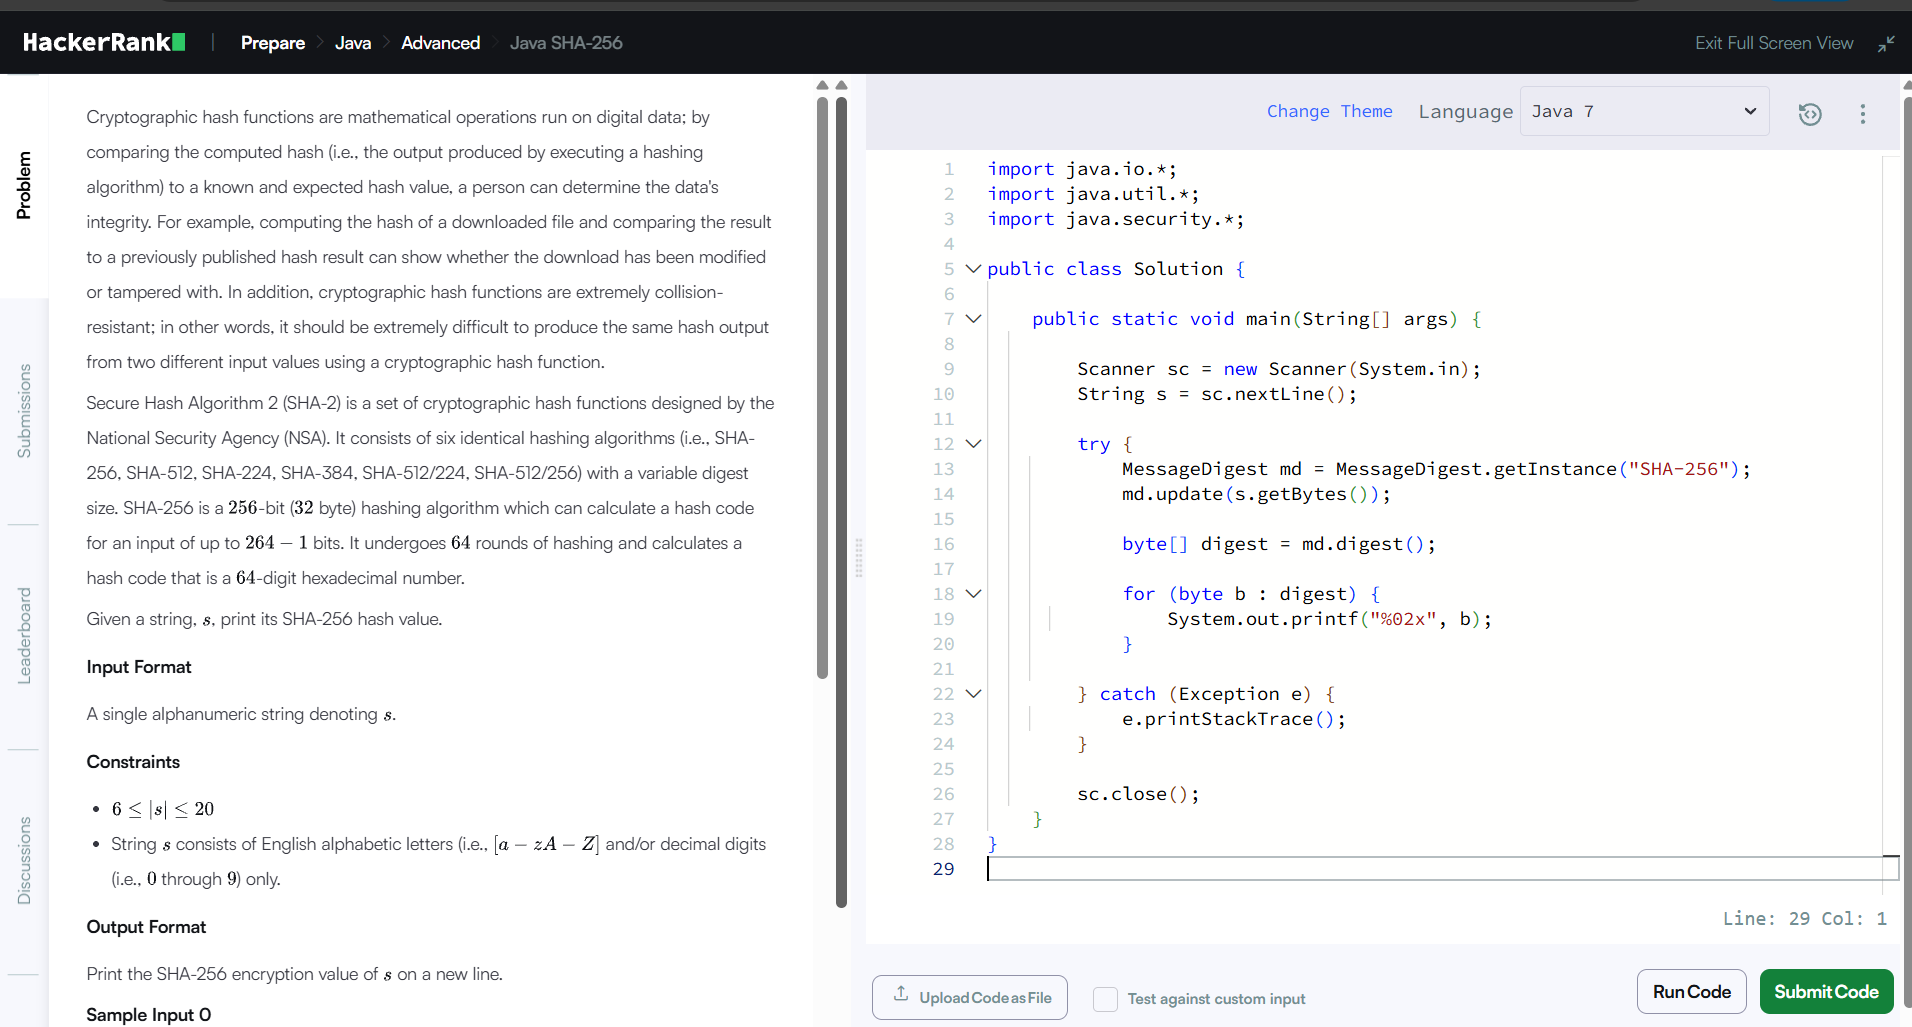 HackerRank | Prepare > Java > Advanced > Java SHA-256
Exit Full Screen View
Problem
Submissions
Leaderboard
Discussions
Cryptographic hash functions are mathematical operations run on digital data; by
comparing the computed hash (i.e., the output produced by executing a hashing
algorithm) to a known and expected hash value, a person can determine the data's
integrity. For example, computing the hash of a downloaded file and comparing the result
to a previously published hash result can show whether the download has been modified
or tampered with. In addition, cryptographic hash functions are extremely collision-
resistant; in other words, it should be extremely difficult to produce the same hash output
from two different input values using a cryptographic hash function.
Secure Hash Algorithm 2 (SHA-2) is a set of cryptographic hash functions designed by the
National Security Agency (NSA). It consists of six identical hashing algorithms (i.e., SHA-
256, SHA-512, SHA-224, SHA-384, SHA-512/224, SHA-512/256) with a variable digest
size. SHA-256 is a 256-bit (32 byte) hashing algorithm which can calculate a hash code
for an input of up to 264 − 1 bits. It undergoes 64 rounds of hashing and calculates a
hash code that is a 64-digit hexadecimal number.
Given a string, s, print its SHA-256 hash value.
Input Format
A single alphanumeric string denoting s.
Constraints
• 6 ≤ |s| ≤ 20
• String s consists of English alphabetic letters (i.e., [a − zA − Z] and/or decimal digits
(i.e., 0 through 9) only.
Output Format
Print the SHA-256 encryption value of s on a new line.
Sample Input 0
Change Theme Language Java 7
1 import java.io.*;
2 import java.util.*;
3 import java.security.*;
4
5 public class Solution {
6
7     public static void main(String[] args) {
8
9         Scanner sc = new Scanner(System.in);
10         String s = sc.nextLine();
11
12         try {
13             MessageDigest md = MessageDigest.getInstance("SHA-256");
14             md.update(s.getBytes());
15
16             byte[] digest = md.digest();
17
18             for (byte b : digest) {
19                 System.out.printf("%02x", b);
20             }
21
22         } catch (Exception e) {
23             e.printStackTrace();
24         }
25
26         sc.close();
27     }
28 }
29
Line: 29 Col: 1
Upload Code as File
Test against custom input
Run Code
Submit Code